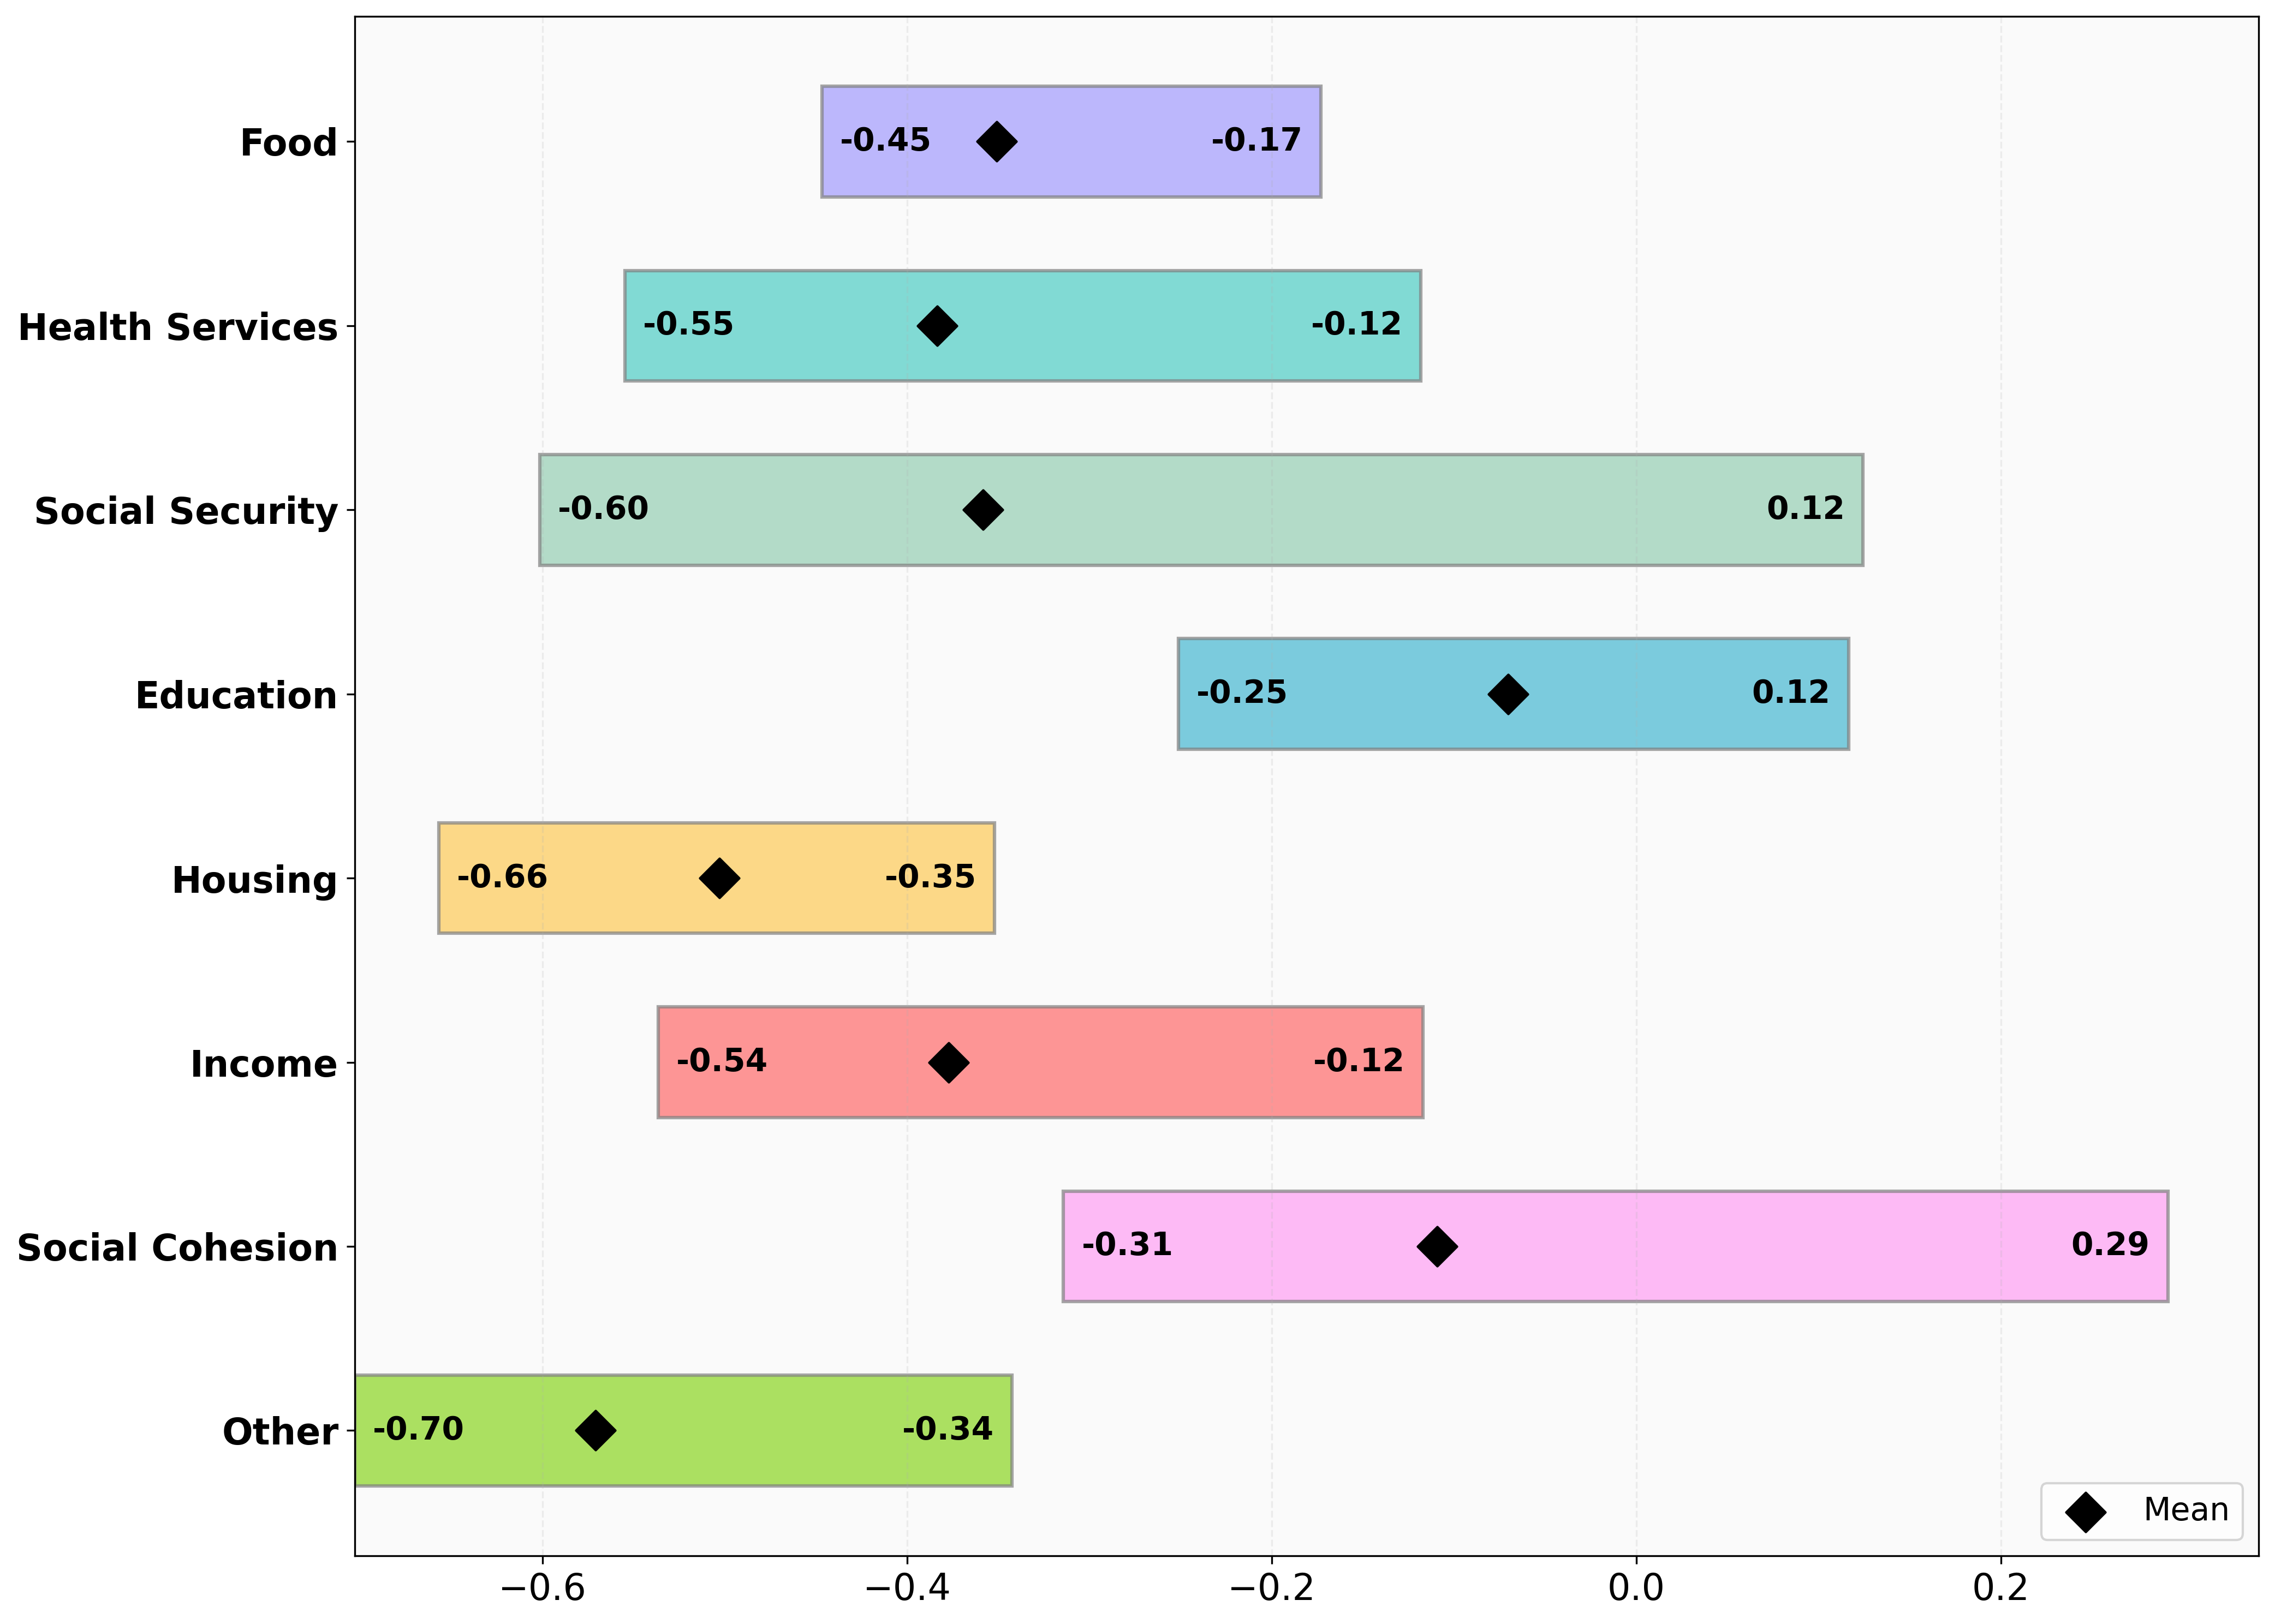 Food -0.45 -0.17
Health Services -0.55 -0.12
Social Security -0.60 0.12
Education -0.25 0.12
Housing -0.66 -0.35
Income -0.54 -0.12
Social Cohesion -0.31 0.29
Other -0.70 -0.34
Mean
−0.6 −0.4 −0.2 0.0 0.2